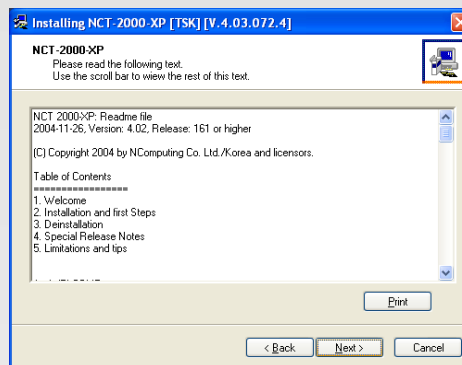 Installing NCT-2000-XP [TSK] [V.4.03.072.4]
NCT-2000-XP
Please read the following text.
Use the scroll bar to wiew the rest of this text.
NCT 2000-XP: Readme file
2004-11-26, Version: 4.02, Release: 161 or higher
(C) Copyright 2004 by NComputing Co. Ltd./Korea and licensors.
Table of Contents
=================
1. Welcome
2. Installation and first Steps
3. Deinstallation
4. Special Release Notes
5. Limitations and tips
Print
< Back
Next >
Cancel